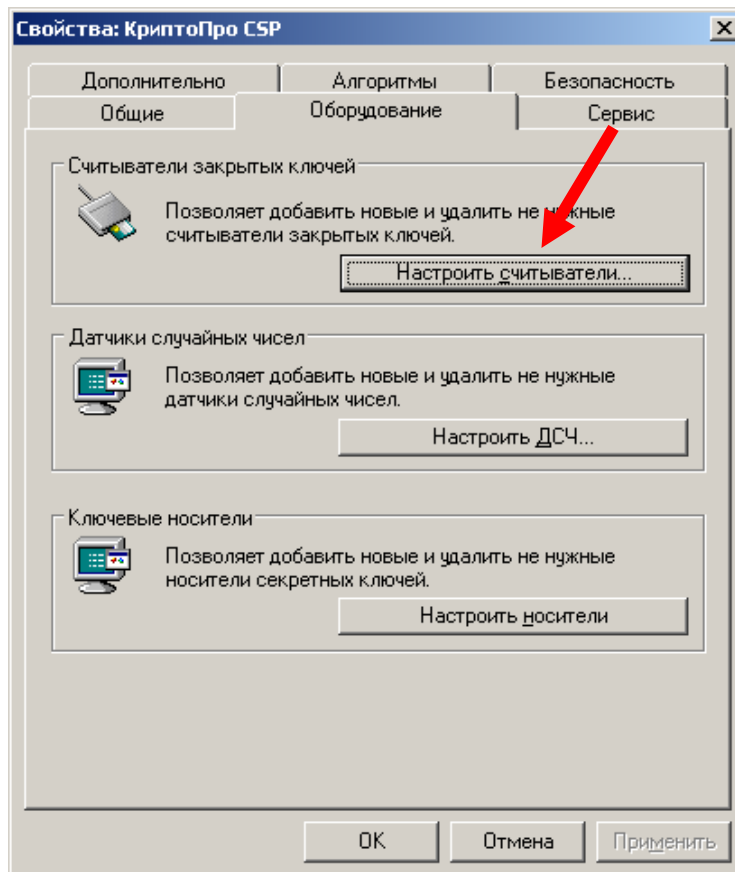 Свойства: КриптоПро CSP
Дополнительно Алгоритмы Безопасность
Общие Оборудование Сервис
Считыватели закрытых ключей
Позволяет добавить новые и удалить не нужные
считыватели закрытых ключей.
Настроить считыватели...
Датчики случайных чисел
Позволяет добавить новые и удалить не нужные
датчики случайных чисел.
Настроить ДСЧ...
Ключевые носители
Позволяет добавить новые и удалить не нужные
носители секретных ключей.
Настроить носители
OK Отмена Применить